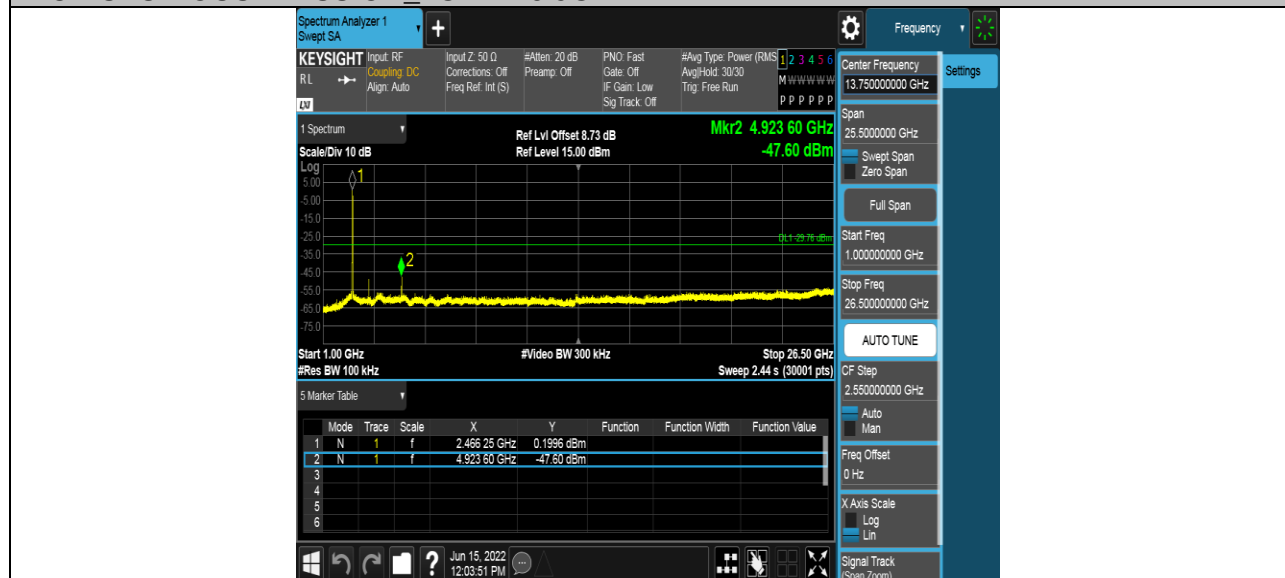 Spectrum Analyzer 1
Swept SA
+
Frequency
KEYSIGHT
RL
LXI
Input: RF
Coupling: DC
Align: Auto
Input Z: 50 Ω
Corrections: Off
Freq Ref: Int (S)
#Atten: 20 dB
Preamp: Off
PNO: Fast
Gate: Off
IF Gain: Low
Sig Track: Off
#Avg Type: Power (RMS
Avg|Hold: 30/30
Trig: Free Run
1 2 3 4 5 6
M W W W W W
P P P P P P
Center Frequency
13.750000000 GHz
Settings
Span
25.5000000 GHz
Swept Span
Zero Span
Full Span
Start Freq
1.000000000 GHz
Stop Freq
26.500000000 GHz
AUTO TUNE
CF Step
2.550000000 GHz
Auto
Man
Freq Offset
0 Hz
X Axis Scale
Log
Lin
Signal Track
(Span Zoom)
1 Spectrum
Scale/Div 10 dB
Ref Lvl Offset 8.73 dB
Ref Level 15.00 dBm
Mkr2 4.923 60 GHz
-47.60 dBm
Log
5.00
-5.00
-15.0
-25.0
-35.0
-45.0
-55.0
-65.0
-75.0
1
2
DL1 -29.76 dBm
Start 1.00 GHz
#Video BW 300 kHz
Stop 26.50 GHz
#Res BW 100 kHz
Sweep 2.44 s (30001 pts)
5 Marker Table
Mode Trace Scale X Y Function Function Width Function Value
1 N 1 f 2.466 25 GHz 0.1996 dBm
2 N 1 f 4.923 60 GHz -47.60 dBm
3
4
5
6
?
Jun 15, 2022
12:03:51 PM